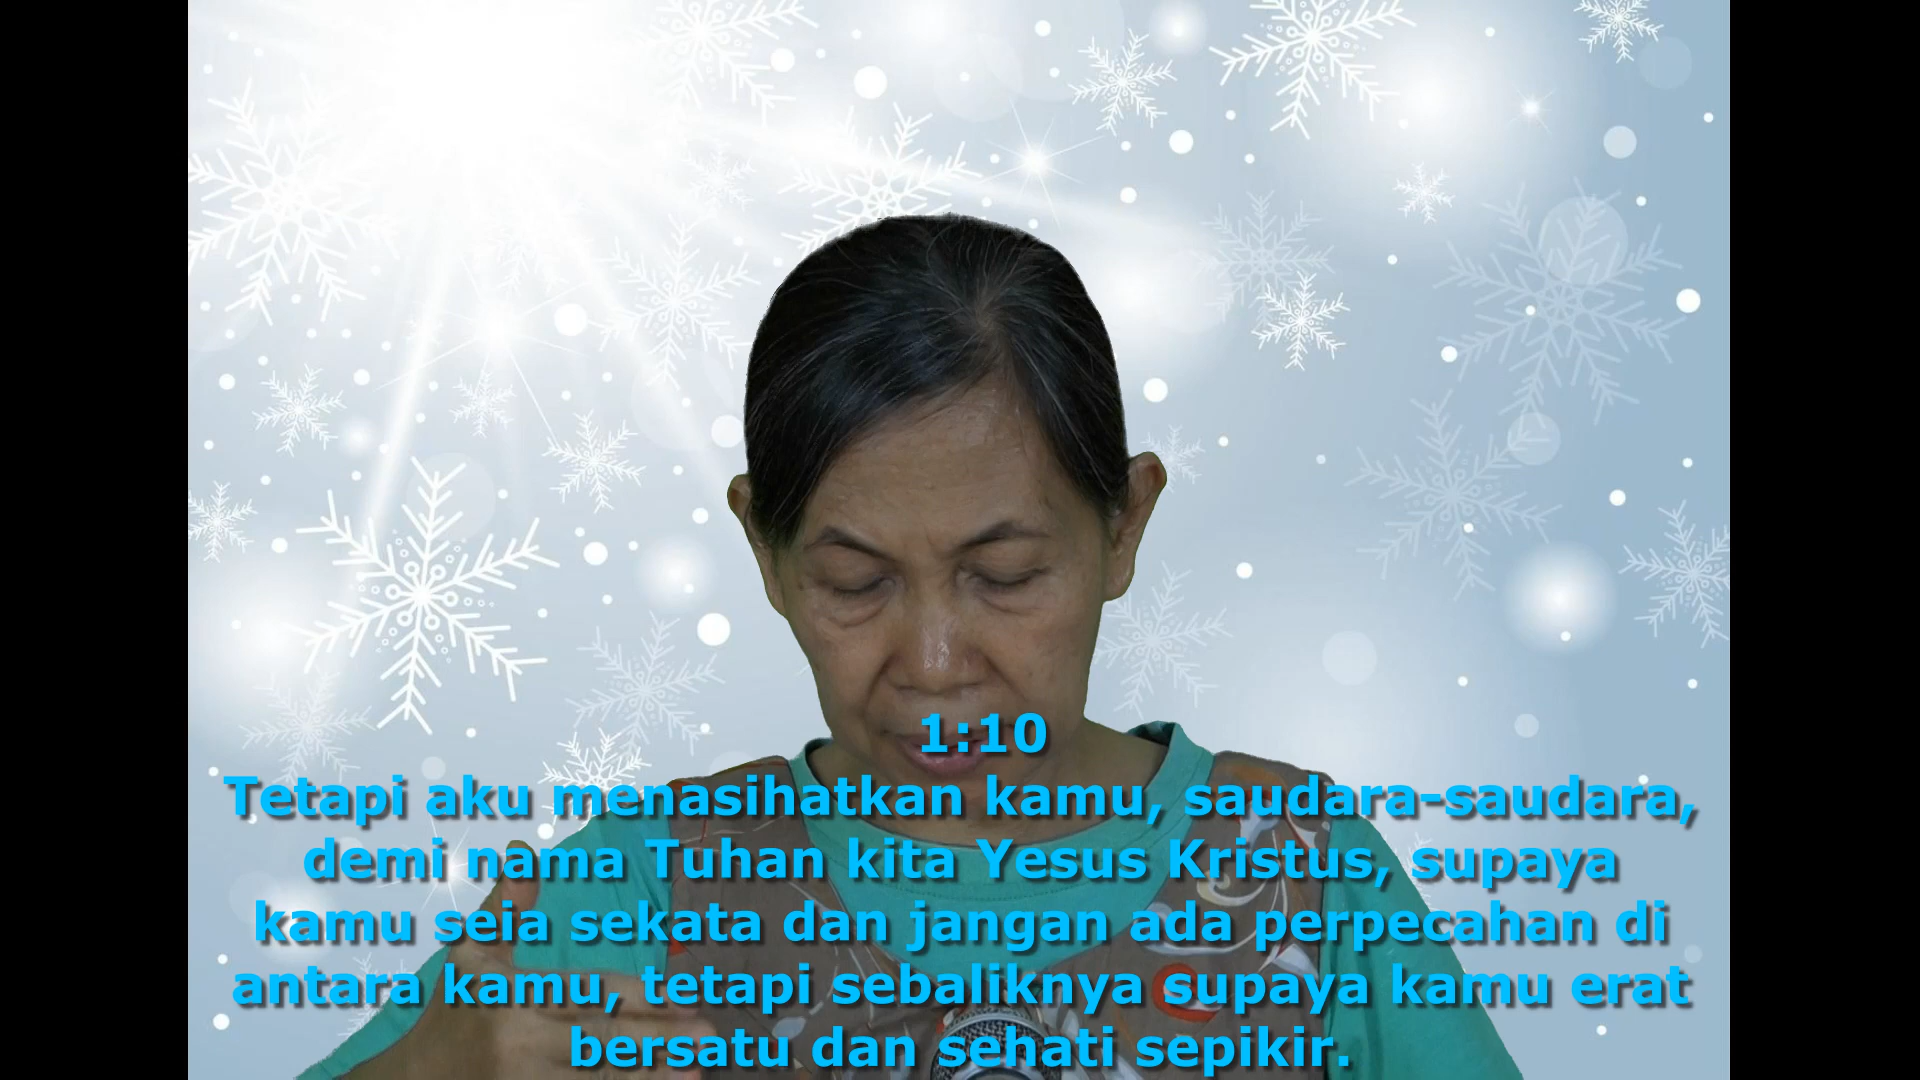 1:10
Tetapi aku menasihatkan kamu, saudara-saudara,
demi nama Tuhan kita Yesus Kristus, supaya
kamu seia sekata dan jangan ada perpecahan di
antara kamu, tetapi sebaliknya supaya kamu erat
bersatu dan sehati sepikir.